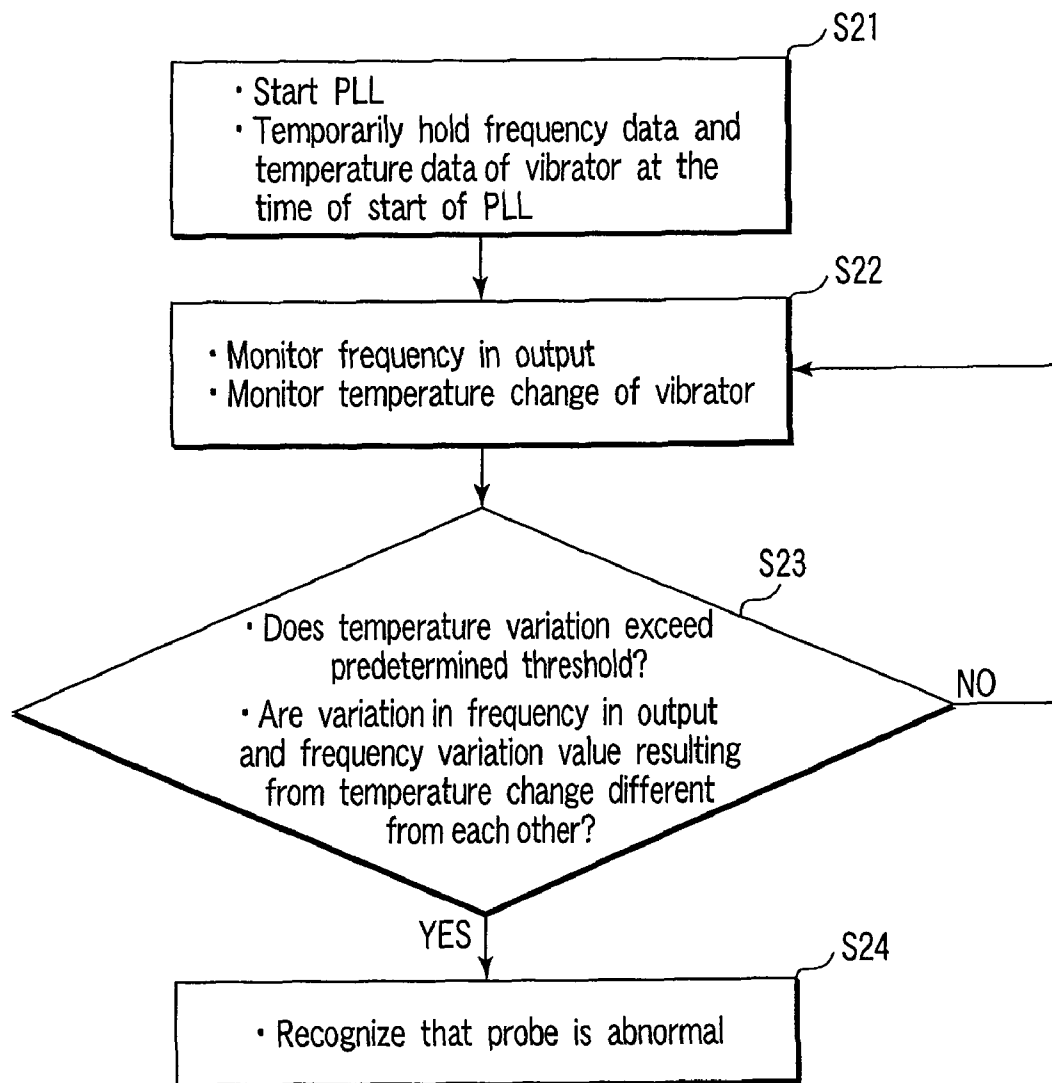 S21
・Start PLL
・Temporarily hold frequency data and
temperature data of vibrator at the
time of start of PLL
S22
・Monitor frequency in output
・Monitor temperature change of vibrator
S23
・Does temperature variation exceed
predetermined threshold?
・Are variation in frequency in output
and frequency variation value resulting
from temperature change different
from each other?
NO
YES
S24
・Recognize that probe is abnormal